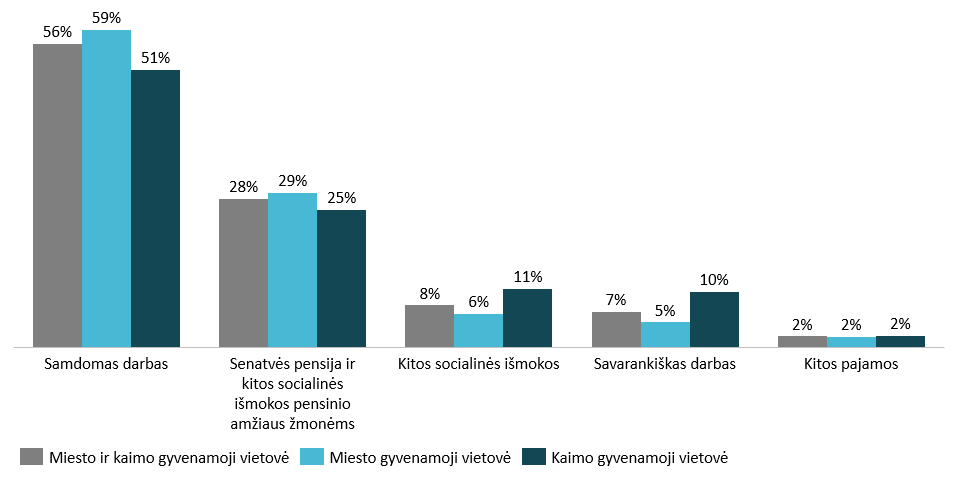 56%
59%
51%
28%
29%
25%
8%
6%
11%
7%
5%
10%
2%
2%
2%
Samdomas darbas
Senatvės pensija ir
kitos socialinės
išmokos pensinio
amžiaus žmonėms
Kitos socialinės išmokos
Savarankiškas darbas
Kitos pajamos
Miesto ir kaimo gyvenamoji vietovė
Miesto gyvenamoji vietovė
Kaimo gyvenamoji vietovė